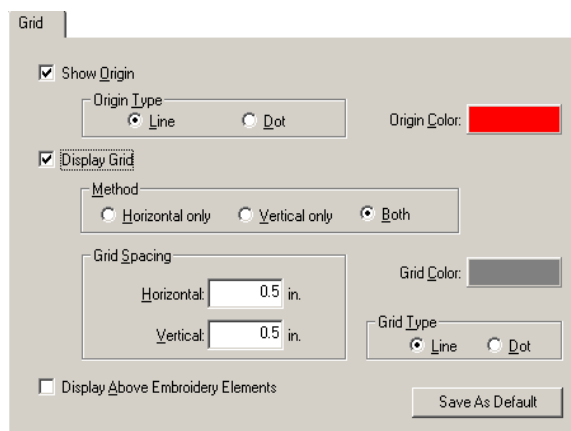 Grid
Show Origin
Origin Type
Line Dot
Origin Color:
Display Grid
Method
Horizontal only Vertical only Both
Grid Spacing
Horizontal: 0.5 in.
Vertical: 0.5 in.
Grid Color:
Grid Type
Line Dot
Display Above Embroidery Elements
Save As Default